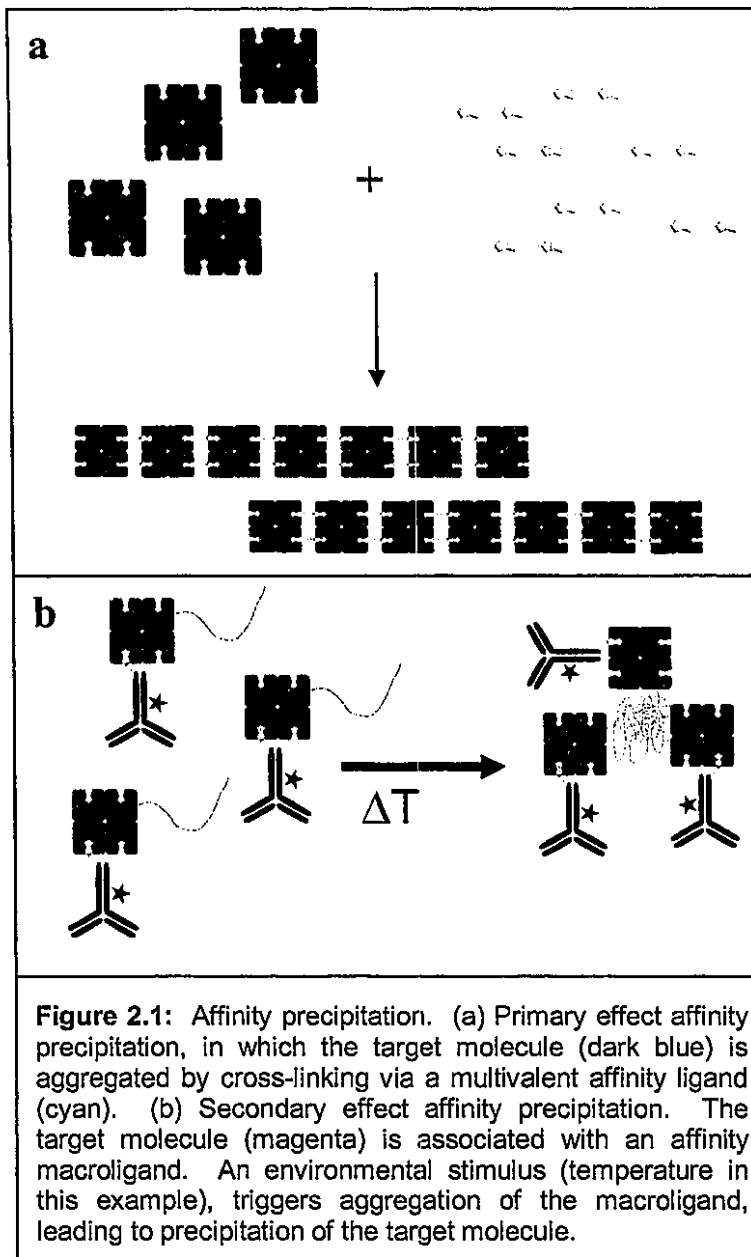 a
+
b
ΔT
Figure 2.1: Affinity precipitation. (a) Primary effect affinity
precipitation, in which the target molecule (dark blue) is
aggregated by cross-linking via a multivalent affinity ligand
(cyan). (b) Secondary effect affinity precipitation. The
target molecule (magenta) is associated with an affinity
macroligand. An environmental stimulus (temperature in
this example), triggers aggregation of the macroligand,
leading to precipitation of the target molecule.